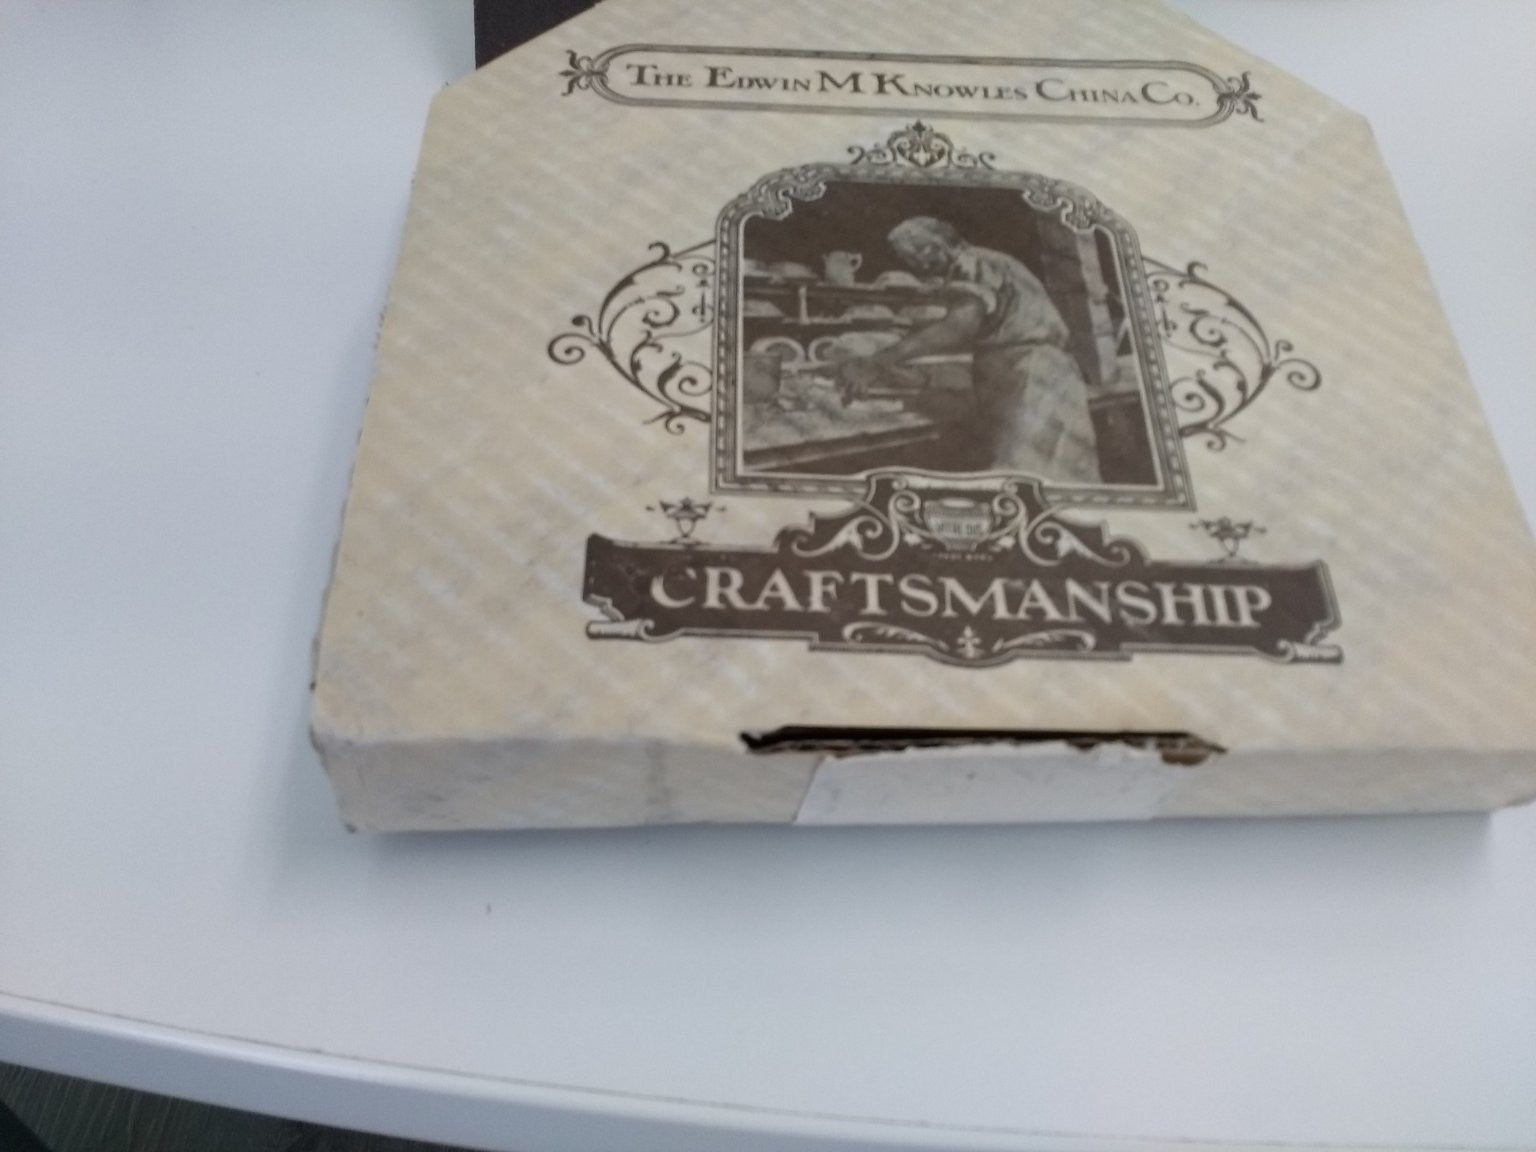 The Edwin M Knowles China Co.
CRAFTSMANSHIP